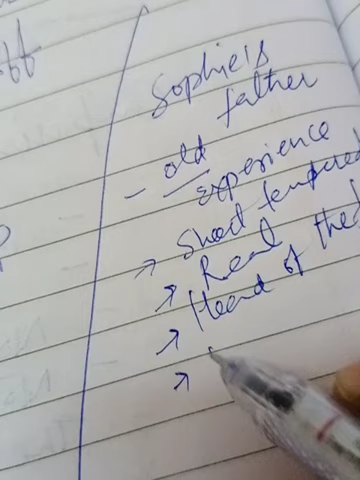 Sophie's
father
- old
experience
→ Short tempered
→ Real
→ Head of the
→